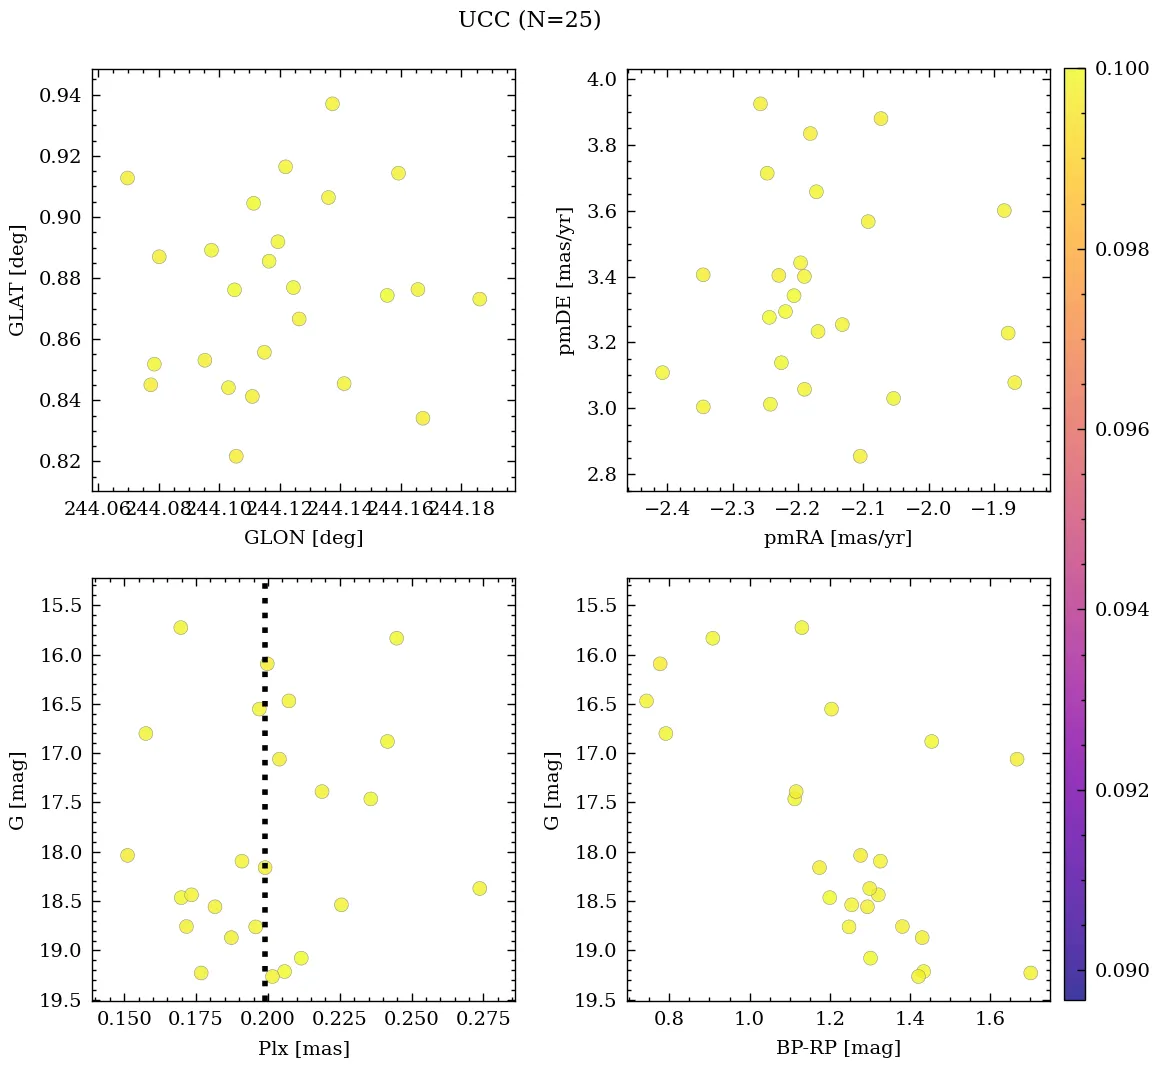 UCC (N=25)
0.94
0.92
0.90
0.88
0.86
0.84
0.82
GLAT [deg]
244.06 244.08 244.10 244.12 244.14 244.16 244.18
GLON [deg]
4.0
3.8
3.6
3.4
3.2
3.0
2.8
pmDE [mas/yr]
−2.4 −2.3 −2.2 −2.1 −2.0 −1.9
pmRA [mas/yr]
0.100
0.098
0.096
0.094
0.092
0.090
15.5
16.0
16.5
17.0
17.5
18.0
18.5
19.0
19.5
G [mag]
0.150 0.175 0.200 0.225 0.250 0.275
Plx [mas]
15.5
16.0
16.5
17.0
17.5
18.0
18.5
19.0
19.5
G [mag]
0.8 1.0 1.2 1.4 1.6
BP-RP [mag]